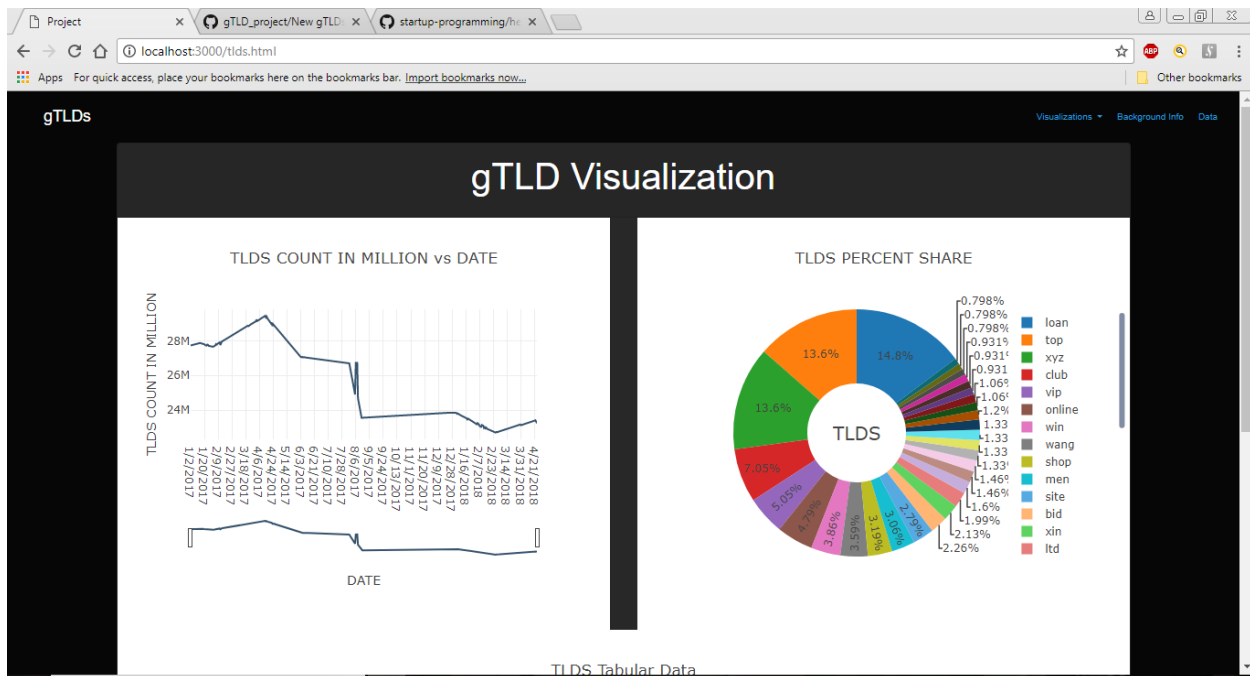 Project
gTLD_project/New gTLDs
startup-programming/he
localhost:3000/tlds.html
ABP
S
Apps For quick access, place your bookmarks here on the bookmarks bar. Import bookmarks now...
Other bookmarks
gTLDs
Visualizations
Background Info
Data
gTLD Visualization
TLDS COUNT IN MILLION vs DATE
TLDS COUNT IN MILLION
28M
26M
24M
1/2/2017
1/20/2017
2/9/2017
2/27/2017
3/18/2017
4/6/2017
4/24/2017
5/14/2017
6/3/2017
6/21/2017
7/10/2017
7/28/2017
8/6/2017
9/5/2017
9/24/2017
10/13/2017
11/1/2017
11/20/2017
12/9/2017
12/28/2017
1/16/2018
2/7/2018
2/23/2018
3/14/2018
3/31/2018
4/21/2018
DATE
TLDS PERCENT SHARE
TLDS
14.8%
13.6%
13.6%
7.05%
5.05%
4.79%
3.86%
3.59%
3.19%
3.06%
2.79%
0.798%
0.798%
0.798%
0.931%
0.931%
0.931
1.06%
1.06%
1.2%
1.33
1.33
1.33
1.33%
1.46%
1.46%
1.6%
1.99%
2.13%
2.26%
loan
top
xyz
club
vip
online
win
wang
shop
men
site
bid
xin
ltd
TLDS Tabular Data